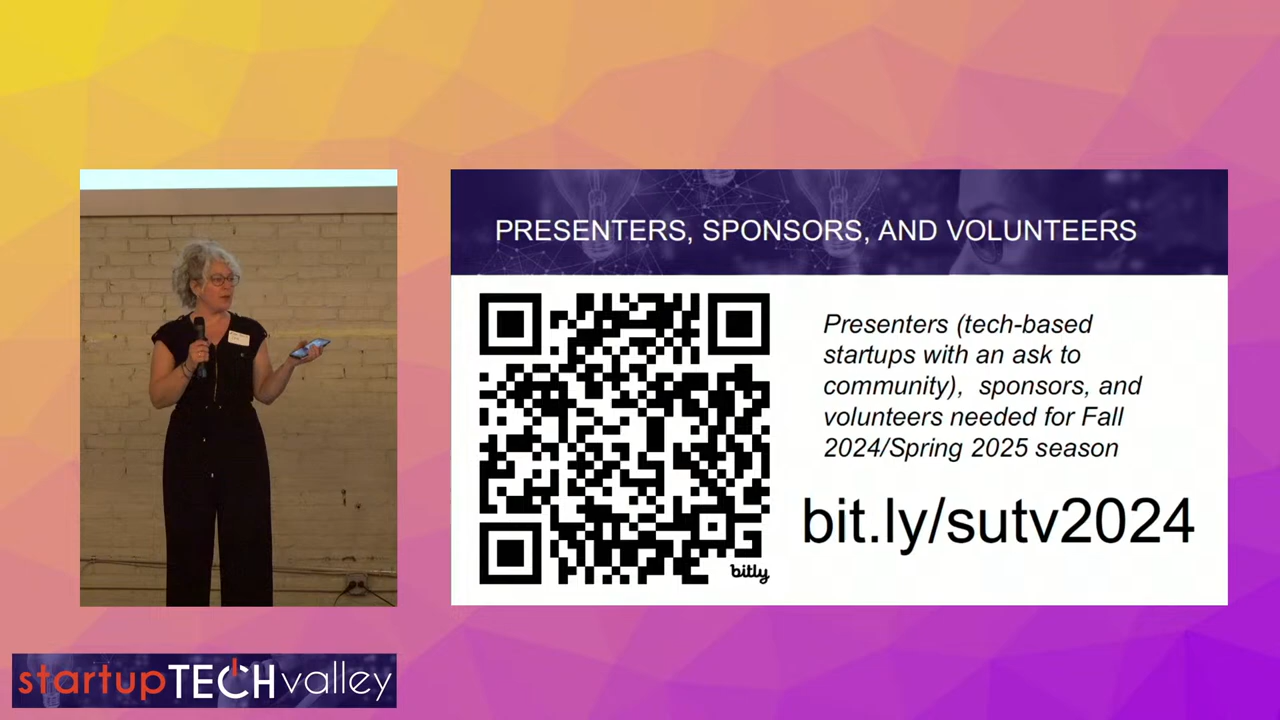 PRESENTERS, SPONSORS, AND VOLUNTEERS
Presenters (tech-based
startups with an ask to
community), sponsors, and
volunteers needed for Fall
2024/Spring 2025 season
bit.ly/sutv2024
bitly
startupTECHvalley